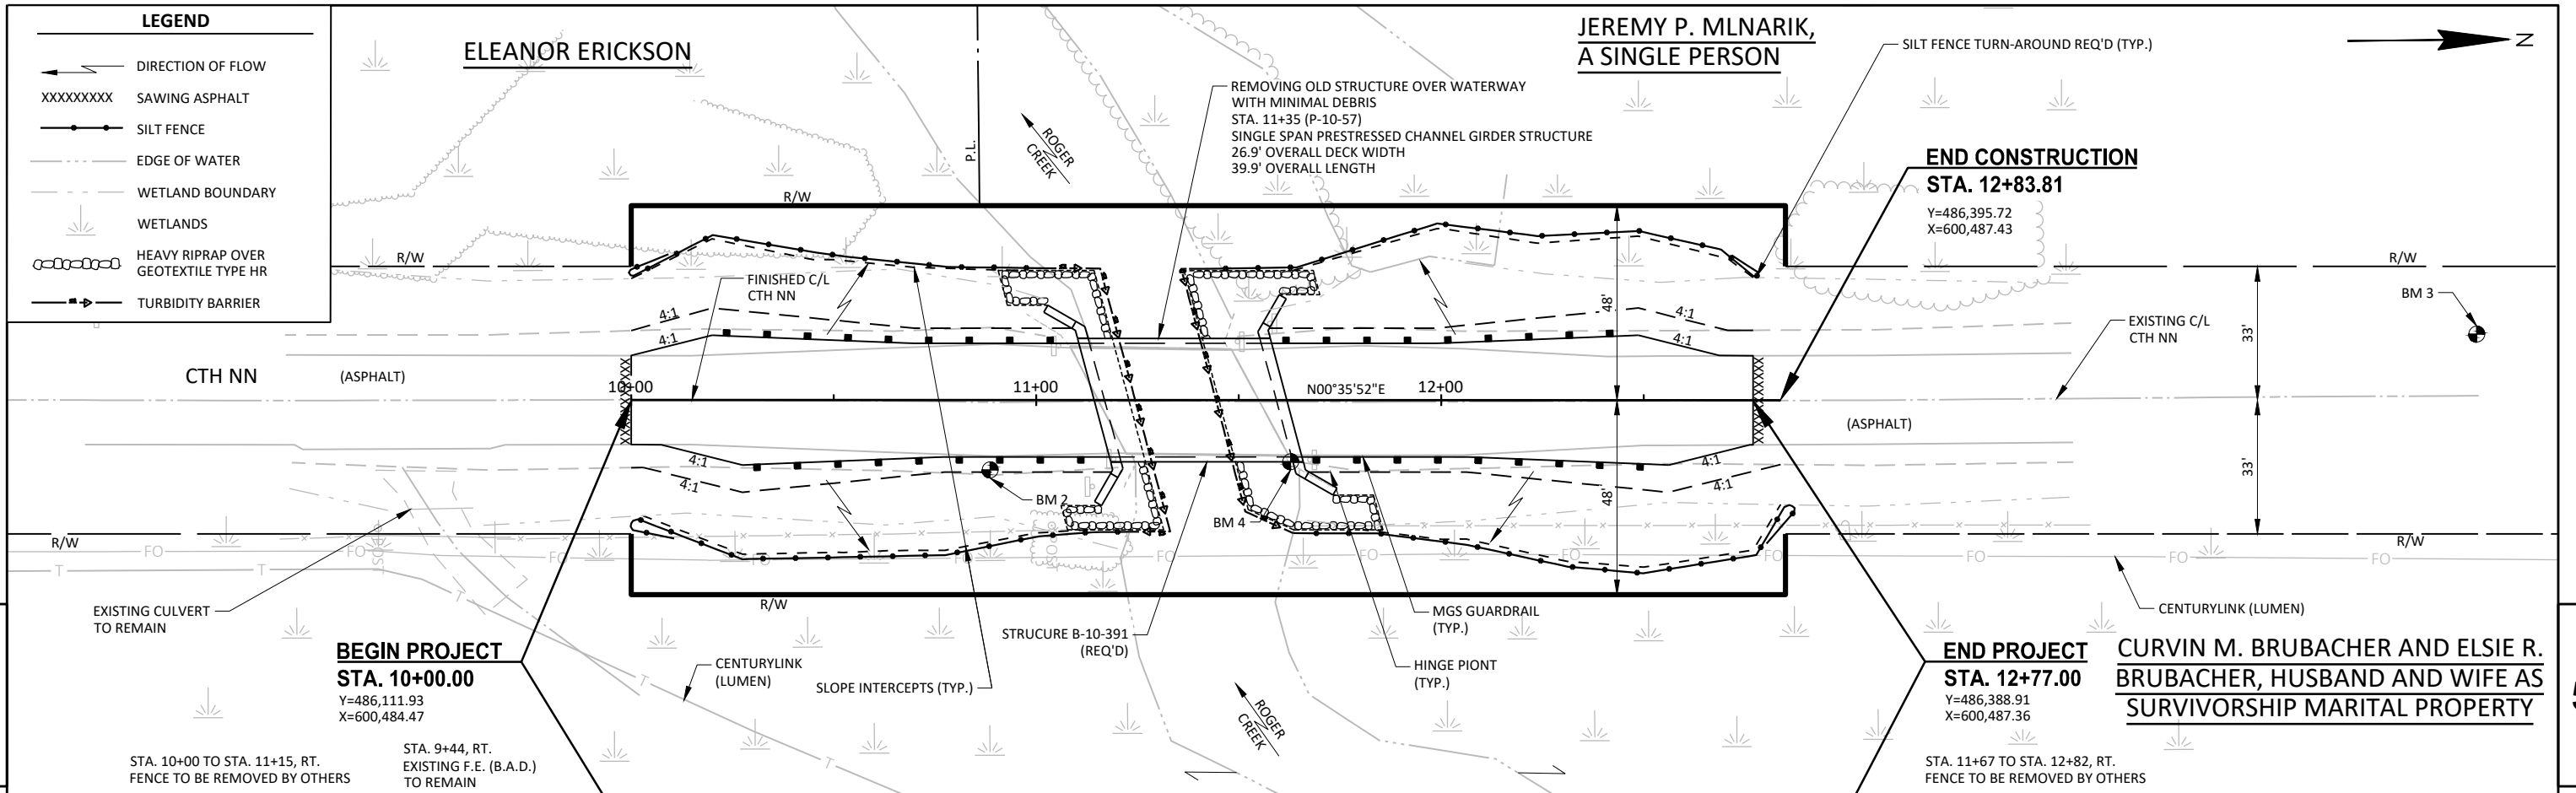 LEGEND
DIRECTION OF FLOW
XXXXXXXXX SAWING ASPHALT
SILT FENCE
EDGE OF WATER
WETLAND BOUNDARY
WETLANDS
HEAVY RIPRAP OVER
GEOTEXTILE TYPE HR
TURBIDITY BARRIER
ELEANOR ERICKSON
JEREMY P. MLNARIK,
A SINGLE PERSON
SILT FENCE TURN-AROUND REQ'D (TYP.)
N
REMOVING OLD STRUCTURE OVER WATERWAY
WITH MINIMAL DEBRIS
STA. 11+35 (P-10-57)
SINGLE SPAN PRESTRESSED CHANNEL GIRDER STRUCTURE
26.9' OVERALL DECK WIDTH
39.9' OVERALL LENGTH
P.L.
ROGER
CREEK
END CONSTRUCTION
STA. 12+83.81
Y=486,395.72
X=600,487.43
R/W
R/W
R/W
FINISHED C/L
CTH NN
BM 3
EXISTING C/L
CTH NN
48'
33'
4:1
4:1
4:1
4:1
CTH NN
(ASPHALT)
10+00
11+00
N00°35'52"E
12+00
(ASPHALT)
33'
48'
4:1
4:1
4:1
4:1
BM 2
BM 4
R/W
R/W
R/W
FO
FO
FO
FO
FO
FO
FO
FO
FO
FO
T
T
T
T
T
EXISTING CULVERT
TO REMAIN
BEGIN PROJECT
STA. 10+00.00
Y=486,111.93
X=600,484.47
CENTURYLINK
(LUMEN)
SLOPE INTERCEPTS (TYP.)
STRUCURE B-10-391
(REQ'D)
MGS GUARDRAIL
(TYP.)
HINGE PIONT
(TYP.)
ROGER
CREEK
CENTURYLINK (LUMEN)
END PROJECT
STA. 12+77.00
Y=486,388.91
X=600,487.36
CURVIN M. BRUBACHER AND ELSIE R.
BRUBACHER, HUSBAND AND WIFE AS
SURVIVORSHIP MARITAL PROPERTY
STA. 10+00 TO STA. 11+15, RT.
FENCE TO BE REMOVED BY OTHERS
STA. 9+44, RT.
EXISTING F.E. (B.A.D.)
TO REMAIN
STA. 11+67 TO STA. 12+82, RT.
FENCE TO BE REMOVED BY OTHERS